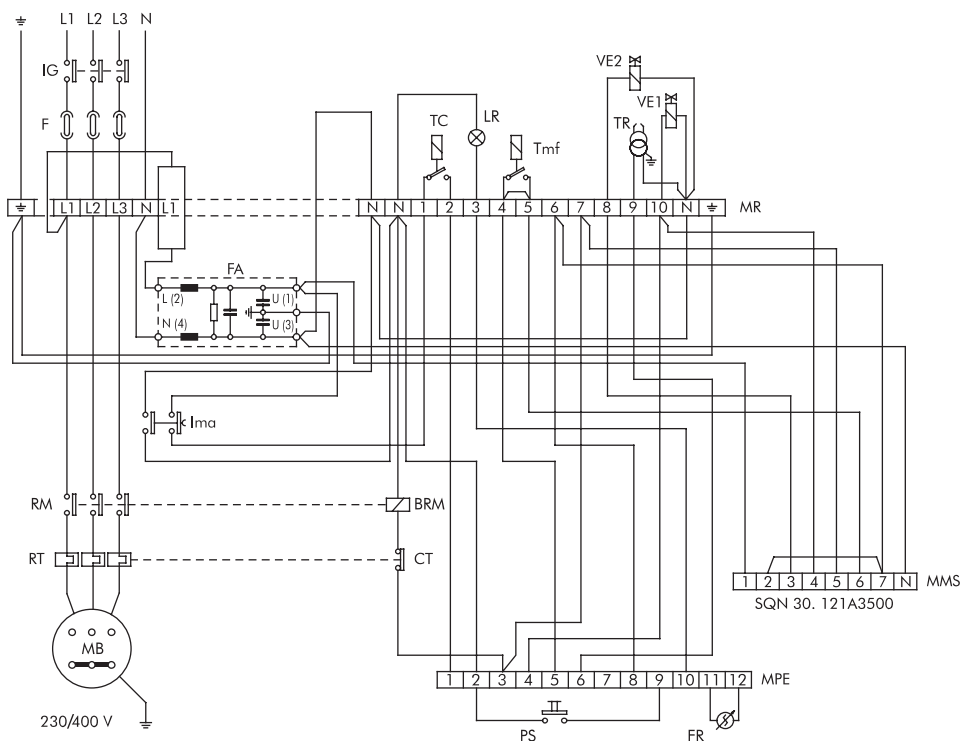 L1 L2 L3 N
IG
F
VE2
VE1
TC
LR
Tmf
TR
L1 L2 L3 N L1 N N 1 2 3 4 5 6 7 8 9 10 N MR
FA
L (2) U (1)
N (4) U (3)
Ima
RM BRM
RT CT
1 2 3 4 5 6 7 N MMS
SQN 30. 121A3500
MB
1 2 3 4 5 6 7 8 9 10 11 12 MPE
230/400 V
PS FR